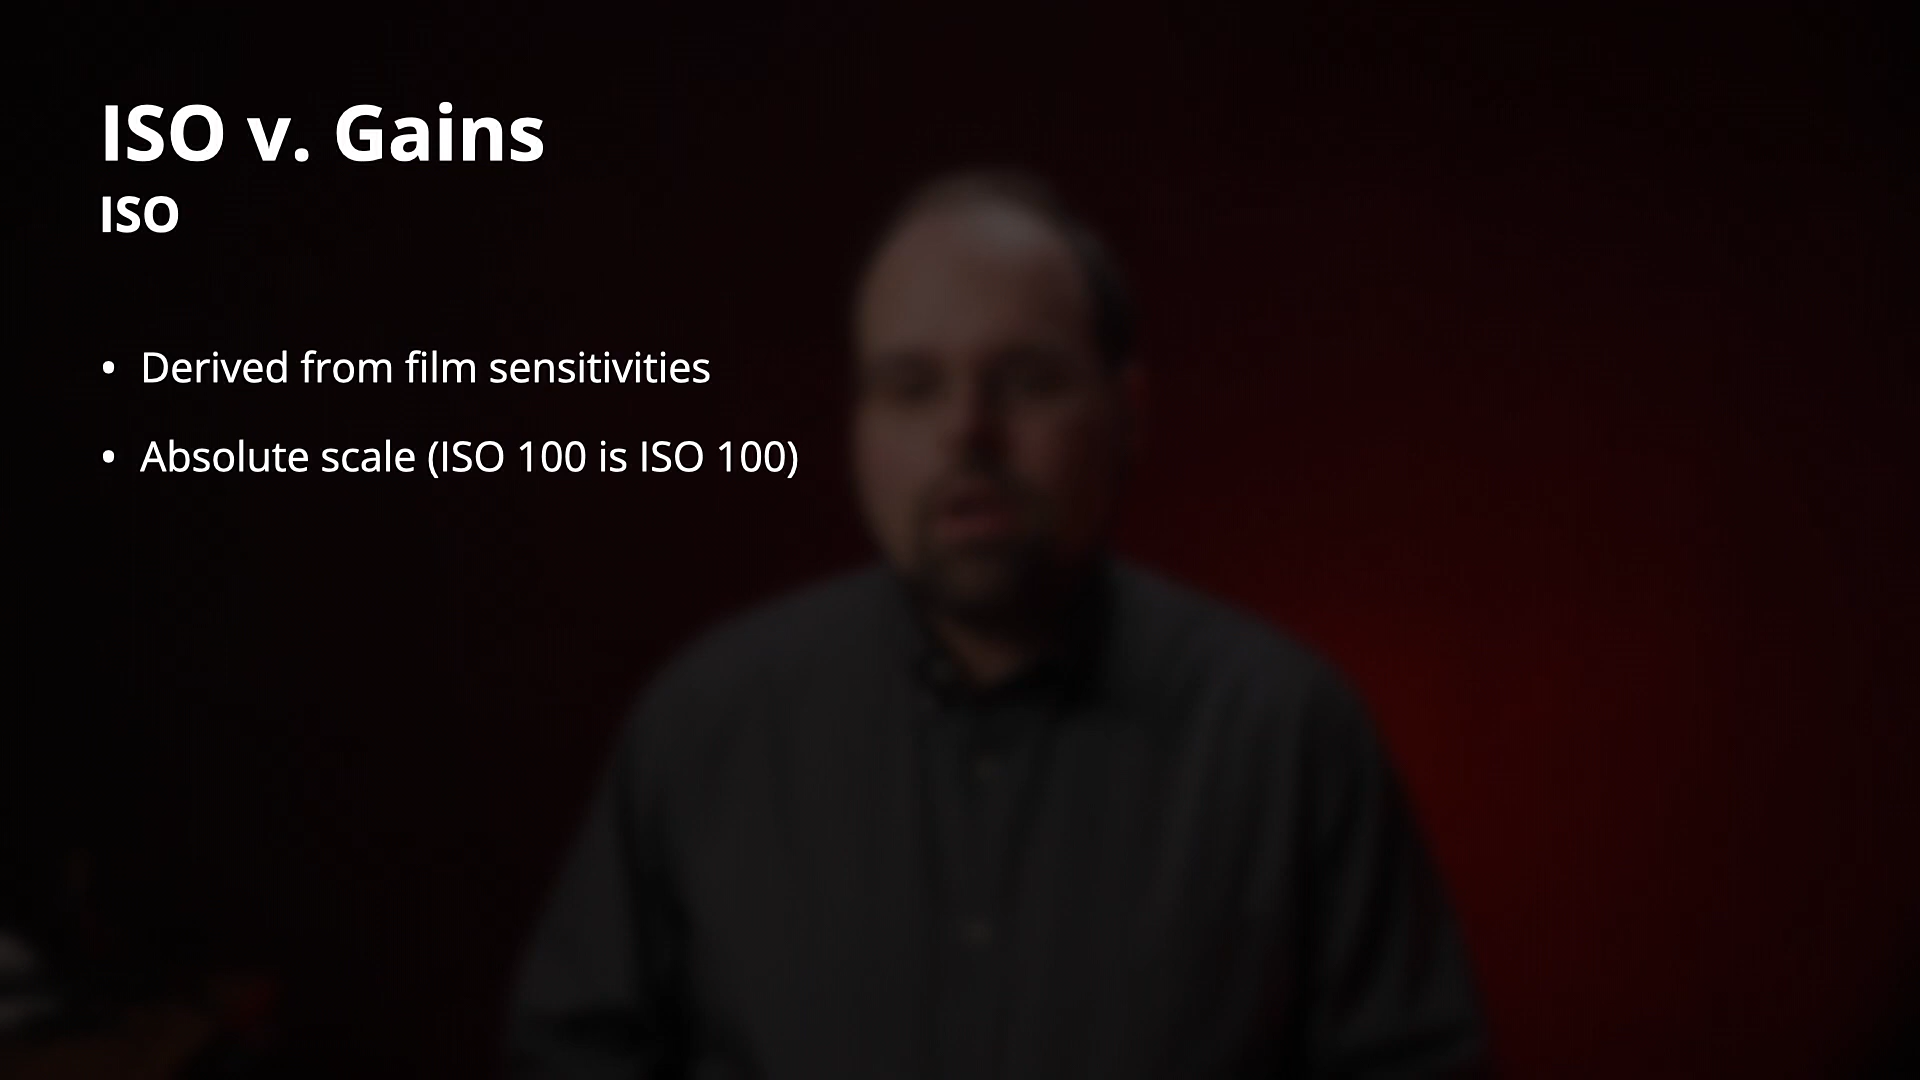 ISO v. Gains
ISO
• Derived from film sensitivities
• Absolute scale (ISO 100 is ISO 100)